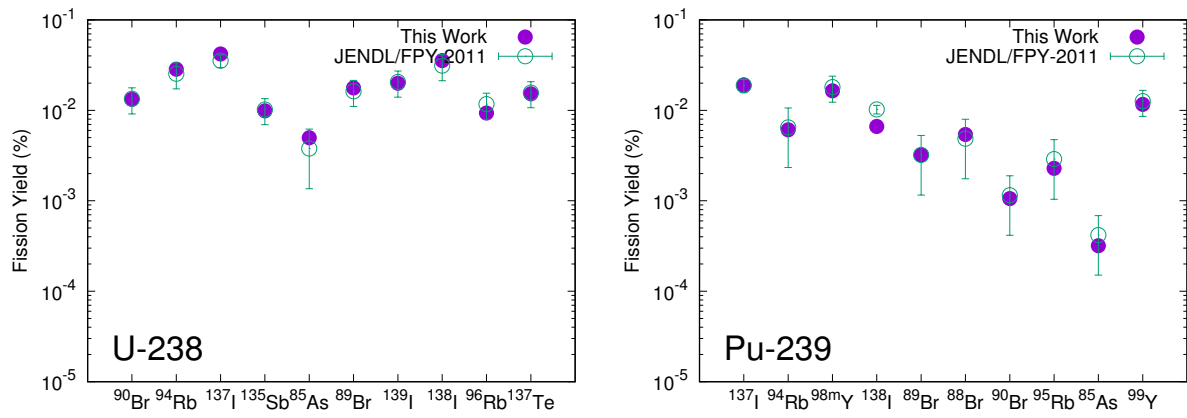 Fission Yield (%)
10⁻¹
10⁻²
10⁻³
10⁻⁴
10⁻⁵
This Work
JENDL/FPY-2011
U-238
⁹⁰Br ⁹⁴Rb ¹³⁷I ¹³⁵Sb ⁸⁵As ⁸⁹Br ¹³⁹I ¹³⁸I ⁹⁶Rb ¹³⁷Te
Fission Yield (%)
10⁻¹
10⁻²
10⁻³
10⁻⁴
10⁻⁵
This Work
JENDL/FPY-2011
Pu-239
¹³⁷I ⁹⁴Rb ⁹⁸ᵐY ¹³⁸I ⁸⁹Br ⁸⁸Br ⁹⁰Br ⁹⁵Rb ⁸⁵As ⁹⁹Y